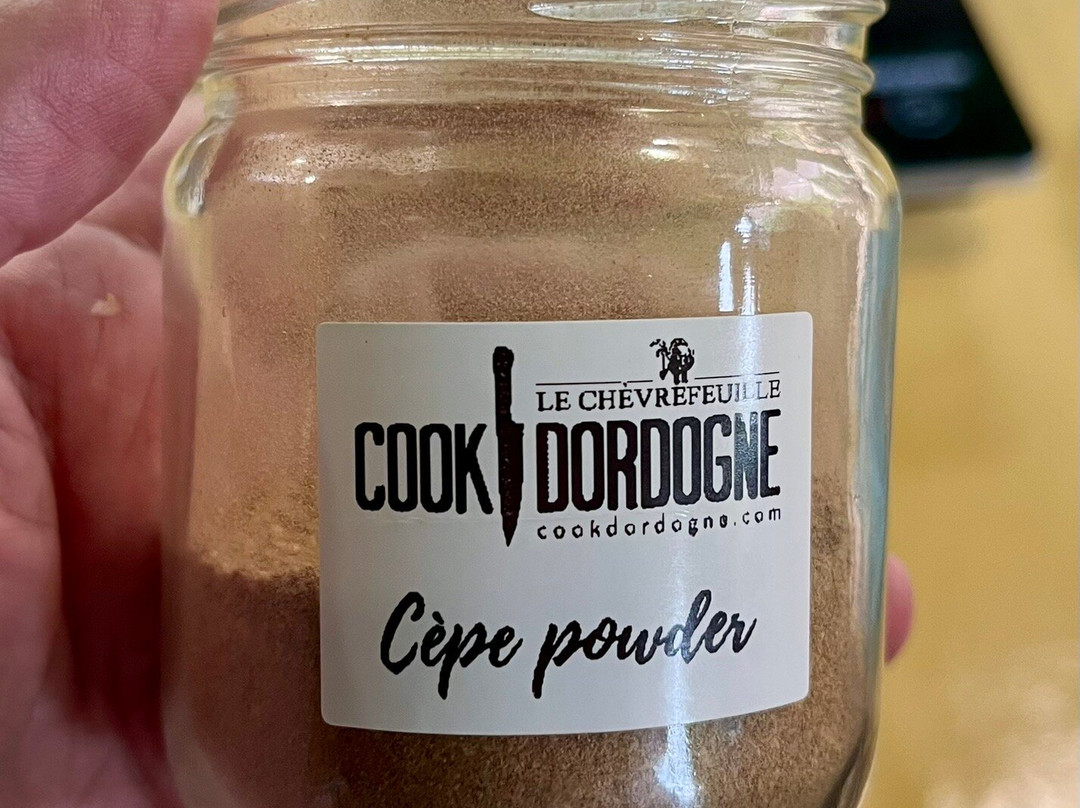 LE CHÈVREFEUILLE
COOK DORDOGNE
cookdordogne.com
Cèpe powder